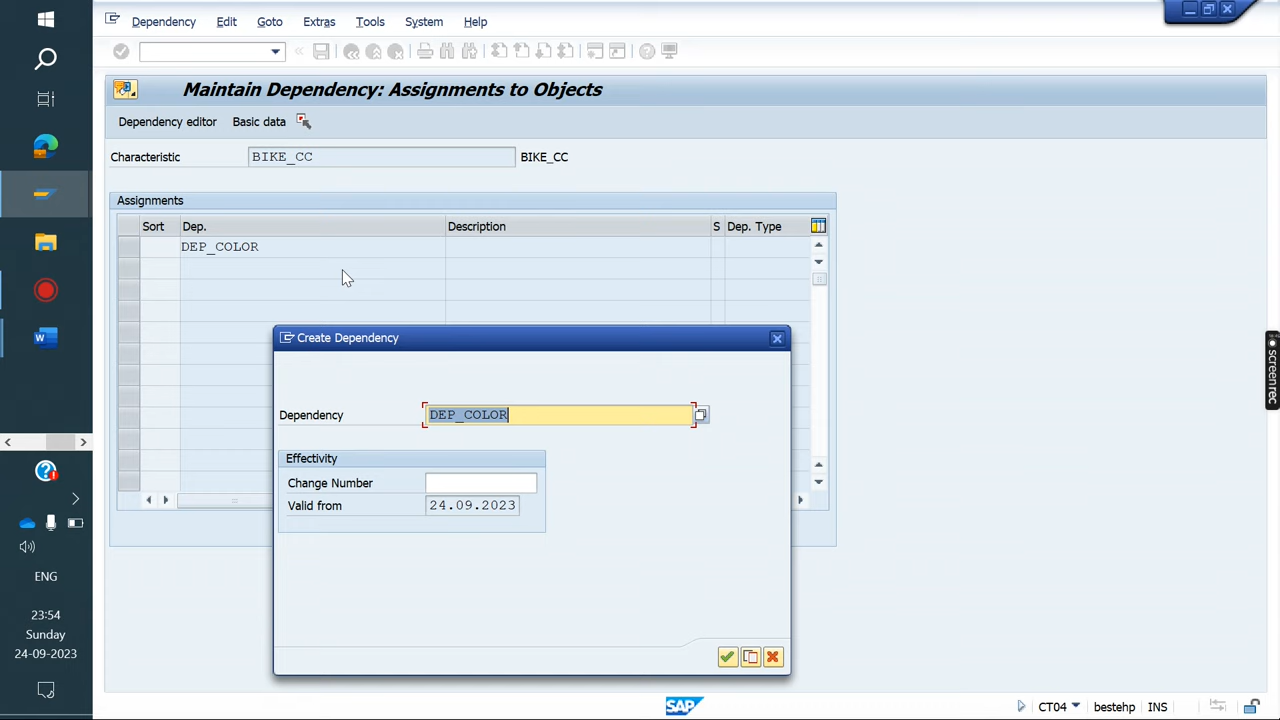 Dependency Edit Goto Extras Tools System Help
Maintain Dependency: Assignments to Objects
Dependency editor Basic data
Characteristic BIKE_CC BIKE_CC
Assignments
Sort Dep. Description S Dep. Type
DEP_COLOR
Create Dependency
Dependency DEP_COLOR
Effectivity
Change Number
Valid from 24.09.2023
ENG
23:54
Sunday
24-09-2023
SAP CT04 bestehp INS
screenrec